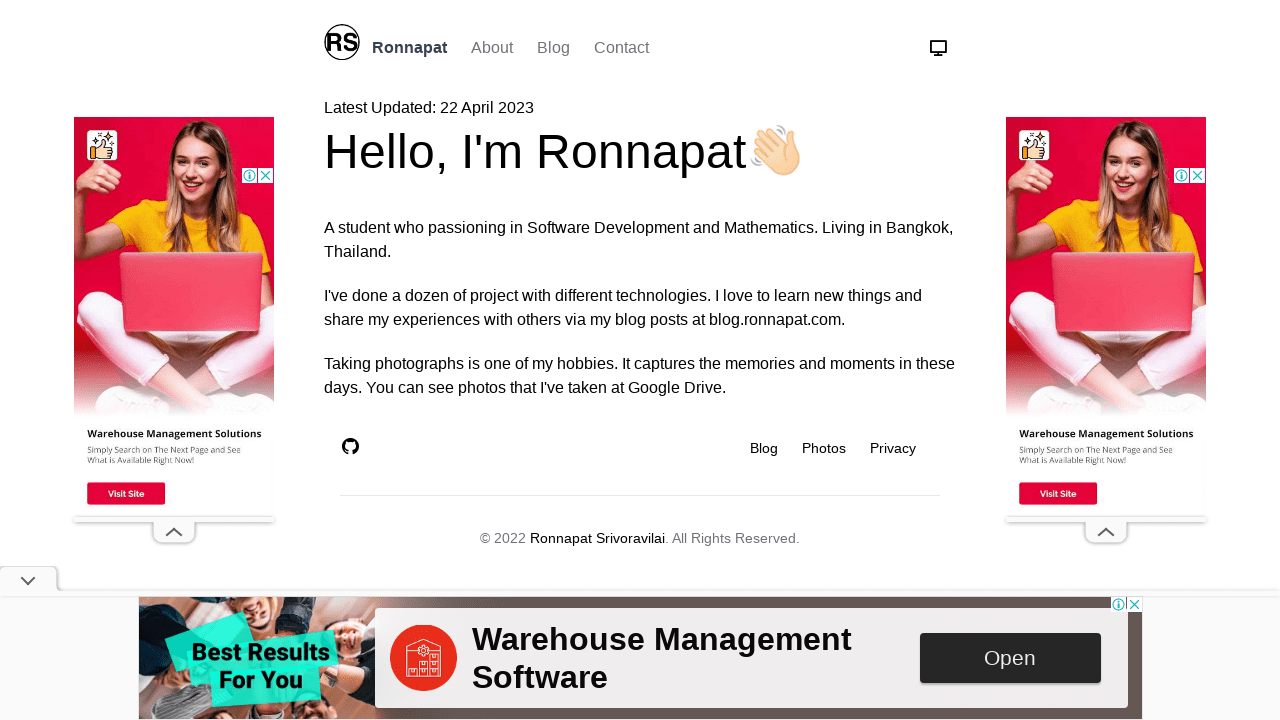 RS
Ronnapat About Blog Contact
Latest Updated: 22 April 2023
Hello, I'm Ronnapat👋
A student who passioning in Software Development and Mathematics. Living in Bangkok,
Thailand.
I've done a dozen of project with different technologies. I love to learn new things and
share my experiences with others via my blog posts at blog.ronnapat.com.
Taking photographs is one of my hobbies. It captures the memories and moments in these
days. You can see photos that I've taken at Google Drive.
Blog Photos Privacy
© 2022 Ronnapat Srivoravilai. All Rights Reserved.
Warehouse Management Solutions
Simply Search on The Next Page and See
What is Available Right Now!
Visit Site
Warehouse Management Solutions
Simply Search on The Next Page and See
What is Available Right Now!
Visit Site
Best Results
For You
Warehouse Management
Software
Open